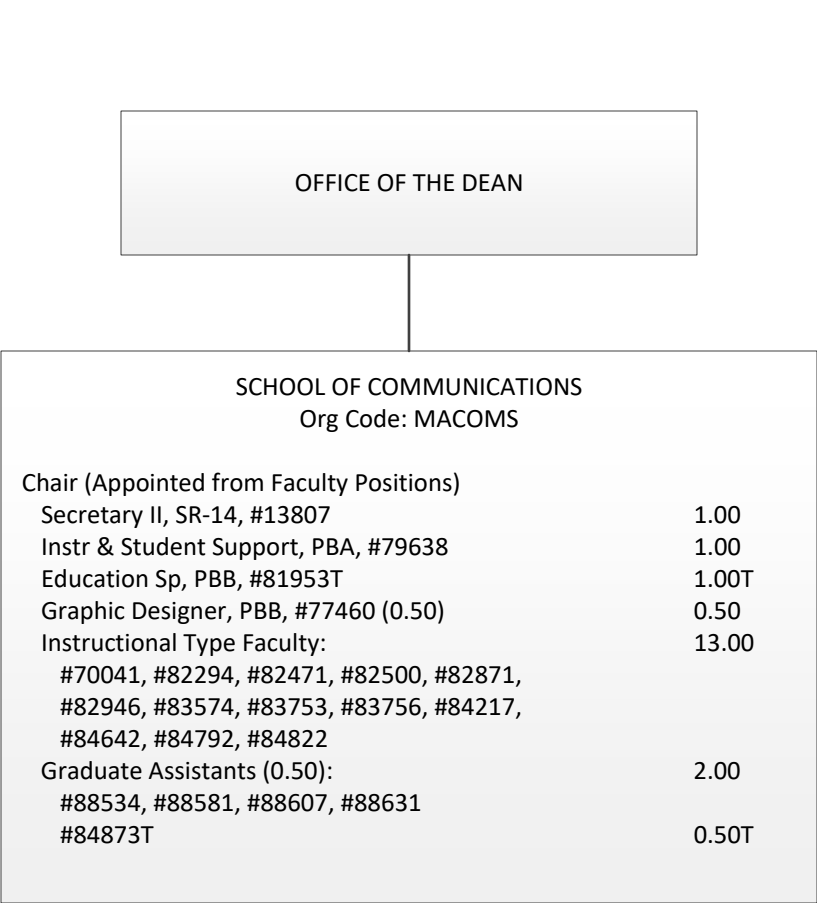 OFFICE OF THE DEAN
SCHOOL OF COMMUNICATIONS
Org Code: MACOMS
Chair (Appointed from Faculty Positions)
Secretary II, SR-14, #13807 1.00
Instr & Student Support, PBA, #79638 1.00
Education Sp, PBB, #81953T 1.00T
Graphic Designer, PBB, #77460 (0.50) 0.50
Instructional Type Faculty: 13.00
#70041, #82294, #82471, #82500, #82871,
#82946, #83574, #83753, #83756, #84217,
#84642, #84792, #84822
Graduate Assistants (0.50): 2.00
#88534, #88581, #88607, #88631
#84873T 0.50T